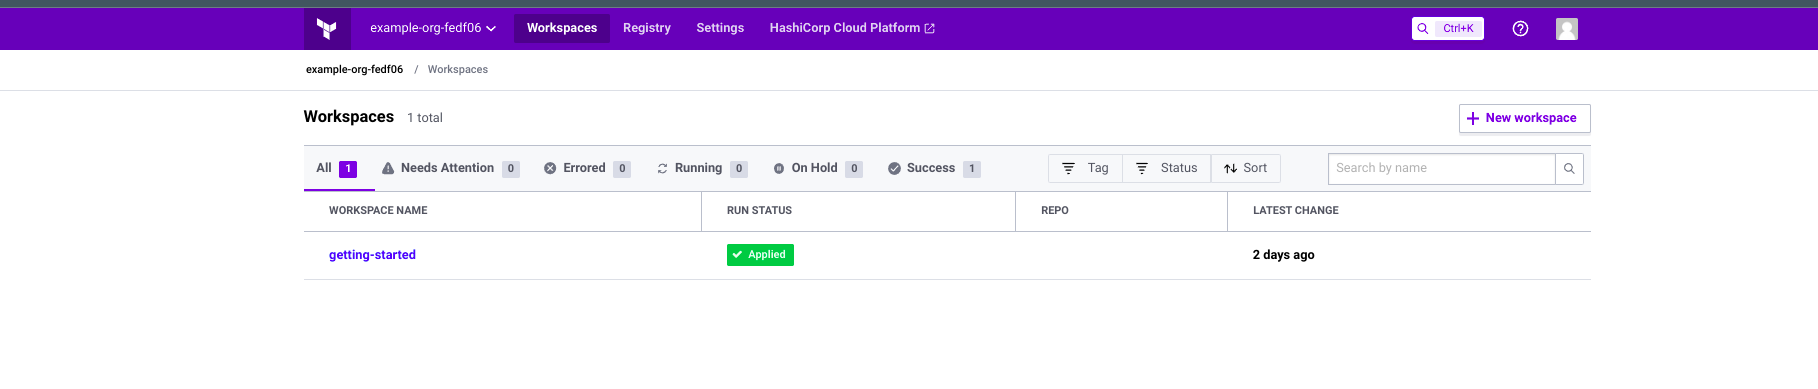 example-org-fedf06 Workspaces Registry Settings HashiCorp Cloud Platform Ctrl+K
example-org-fedf06 / Workspaces
Workspaces 1 total + New workspace
All 1 Needs Attention 0 Errored 0 Running 0 On Hold 0 Success 1 Tag Status Sort Search by name
WORKSPACE NAME RUN STATUS REPO LATEST CHANGE
getting-started Applied 2 days ago